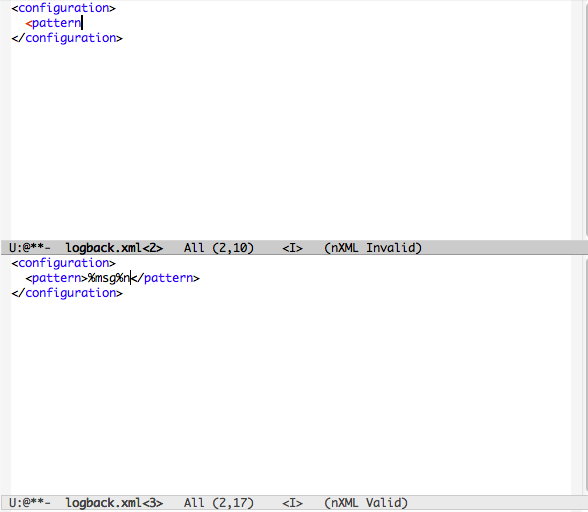 <configuration>
  <pattern
</configuration>
U:@**-  logback.xml<2>   All (2,10)    <I>   (nXML Invalid)
<configuration>
  <pattern>%msg%n</pattern>
</configuration>
U:@**-  logback.xml<3>   All (2,17)    <I>   (nXML Valid)